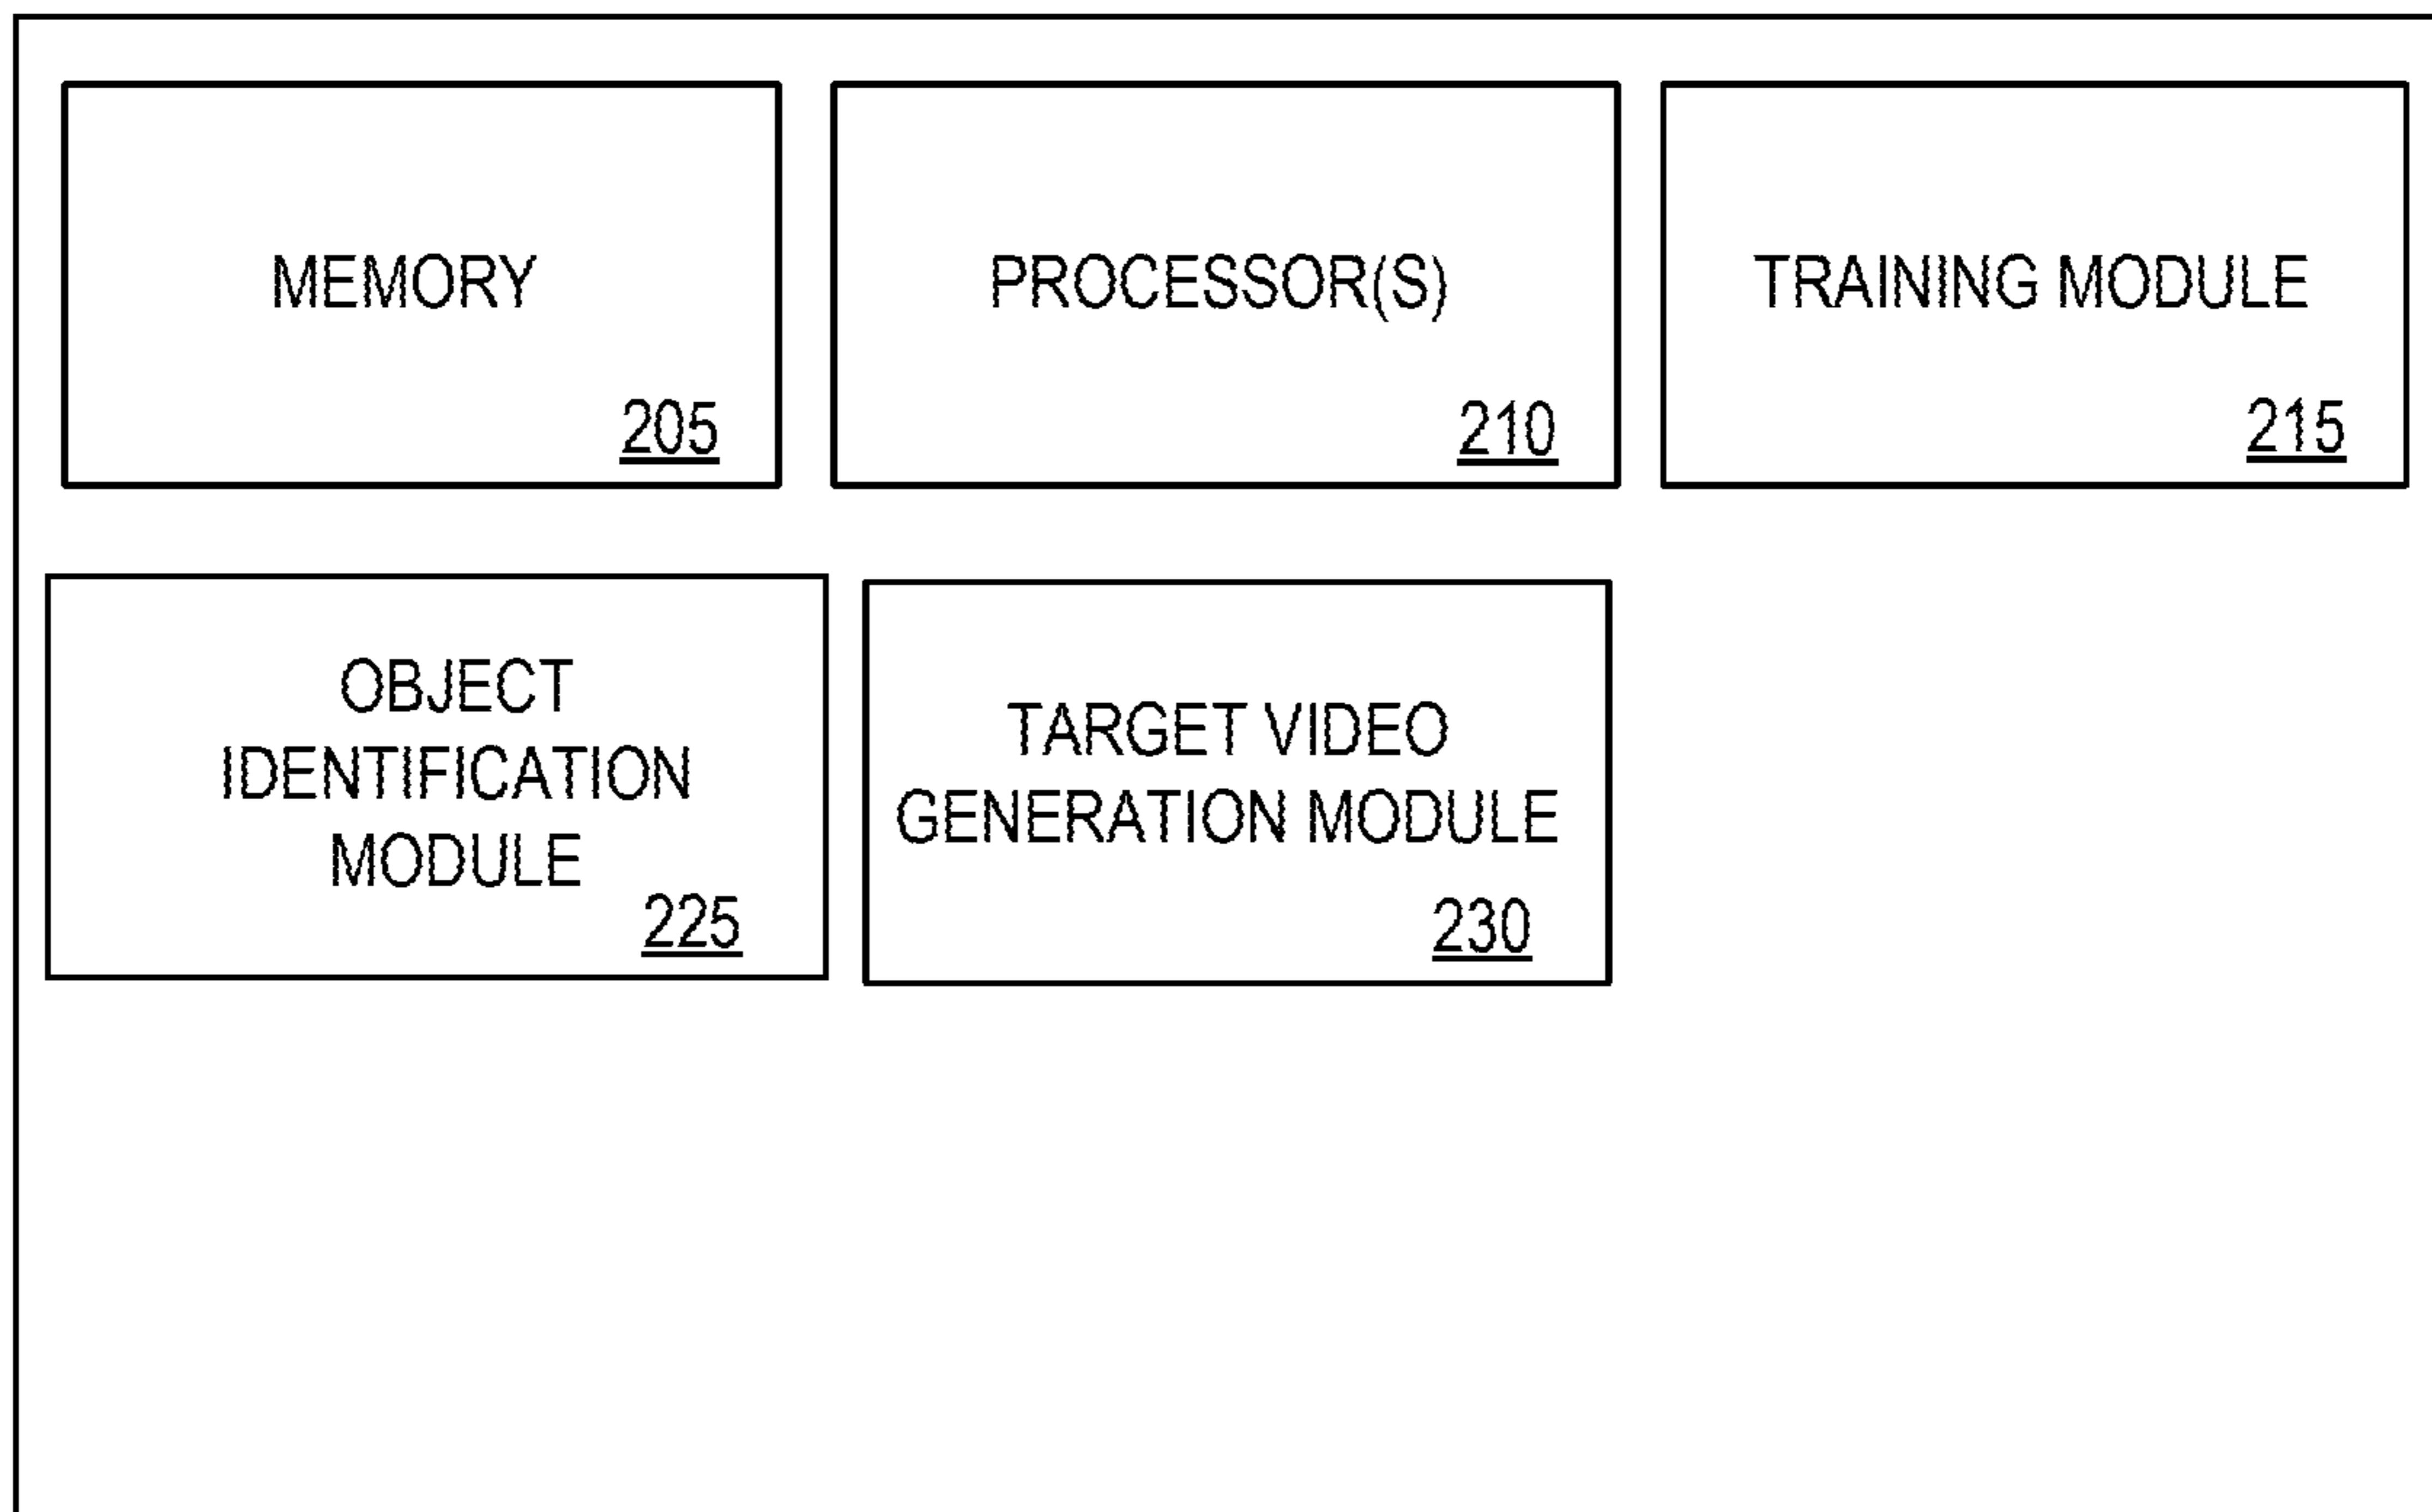 MEMORY
205
PROCESSOR(S)
210
TRAINING MODULE
215
OBJECT
IDENTIFICATION
MODULE
225
TARGET VIDEO
GENERATION MODULE
230